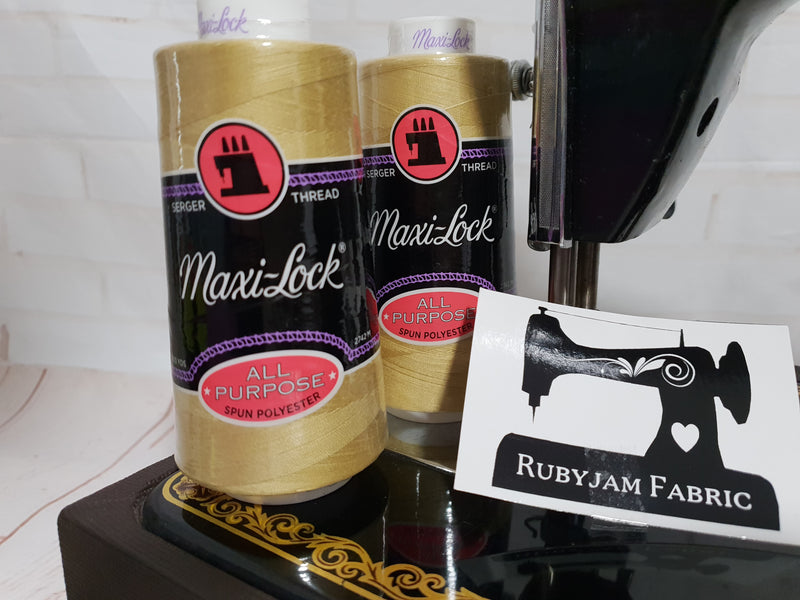 Maxi-Lock
SERGER THREAD
Maxi-Lock®
2742M
ALL
PURPOSE
SPUN POLYESTER
Maxi-Lock
SERGER THREAD
Maxi-Lock®
ALL
PURPOSE
SPUN POLYESTER
RUBYJAM FABRIC